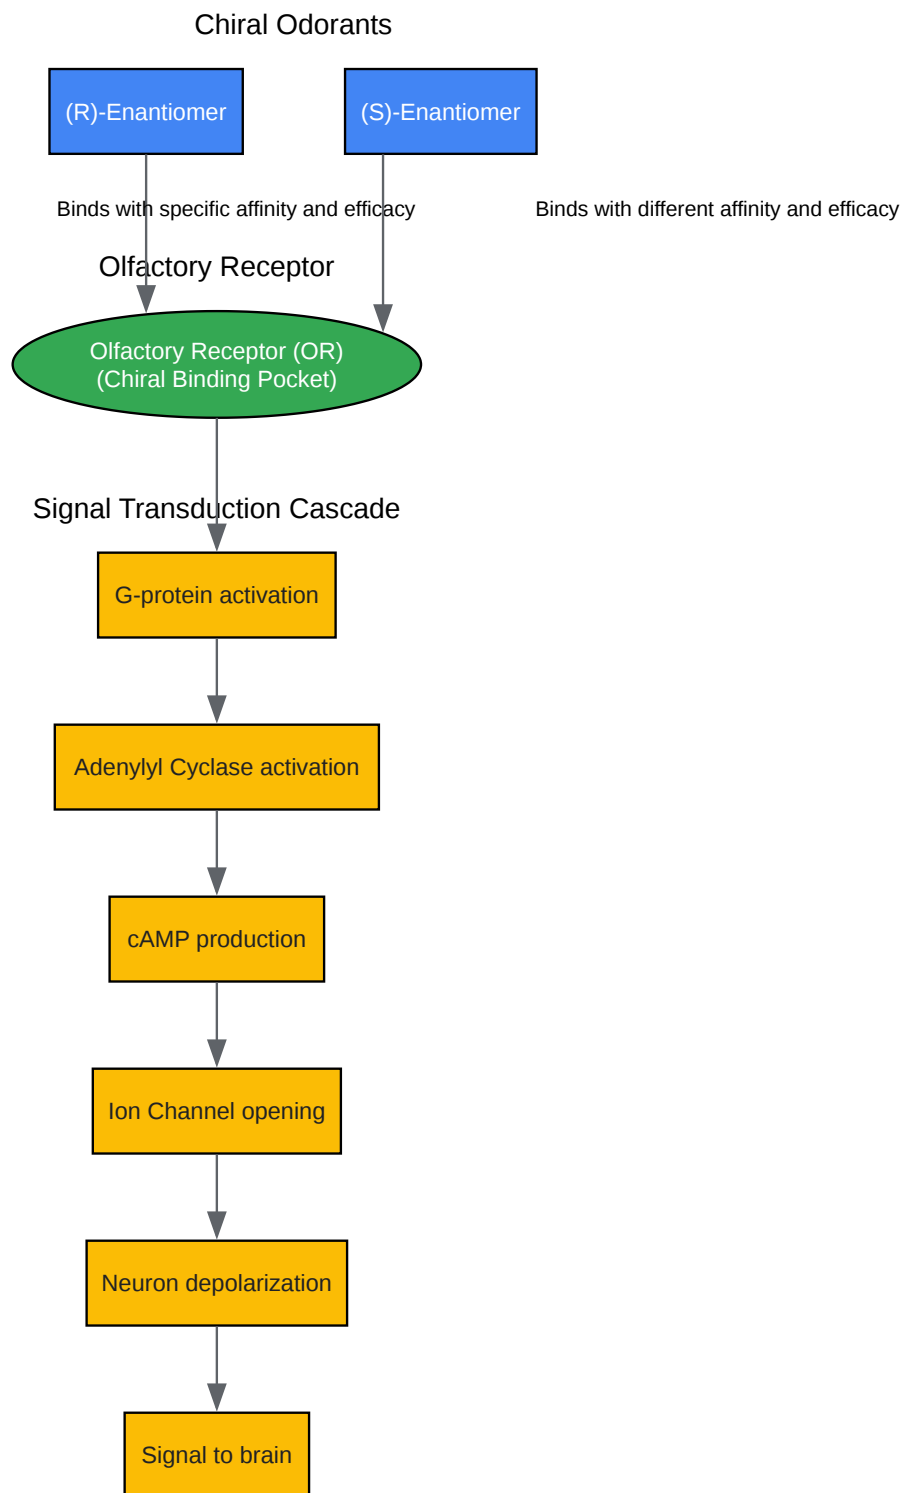 Chiral Odorants
(R)-Enantiomer
(S)-Enantiomer
Binds with specific affinity and efficacy
Binds with different affinity and efficacy
Olfactory Receptor
Olfactory Receptor (OR)
(Chiral Binding Pocket)
Signal Transduction Cascade
G-protein activation
Adenylyl Cyclase activation
cAMP production
Ion Channel opening
Neuron depolarization
Signal to brain